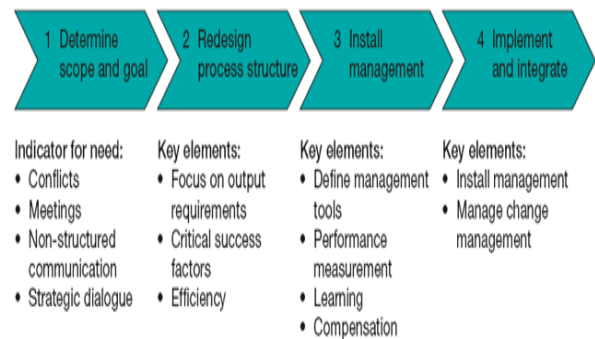 1 Determine
scope and goal
2 Redesign
process structure
3 Install
management
4 Implement
and integrate
Indicator for need:
• Conflicts
• Meetings
• Non-structured
communication
• Strategic dialogue
Key elements:
• Focus on output
requirements
• Critical success
factors
• Efficiency
Key elements:
• Define management
tools
• Performance
measurement
• Learning
• Compensation
Key elements:
• Install management
• Manage change
management